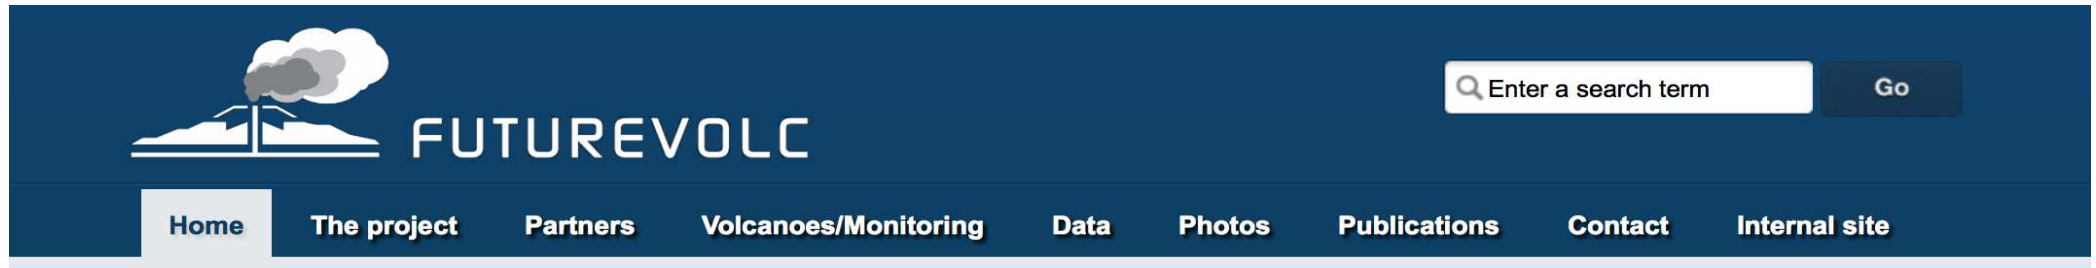 FUTUREVOLC
Enter a search term
Go
Home
The project
Partners
Volcanoes/Monitoring
Data
Photos
Publications
Contact
Internal site